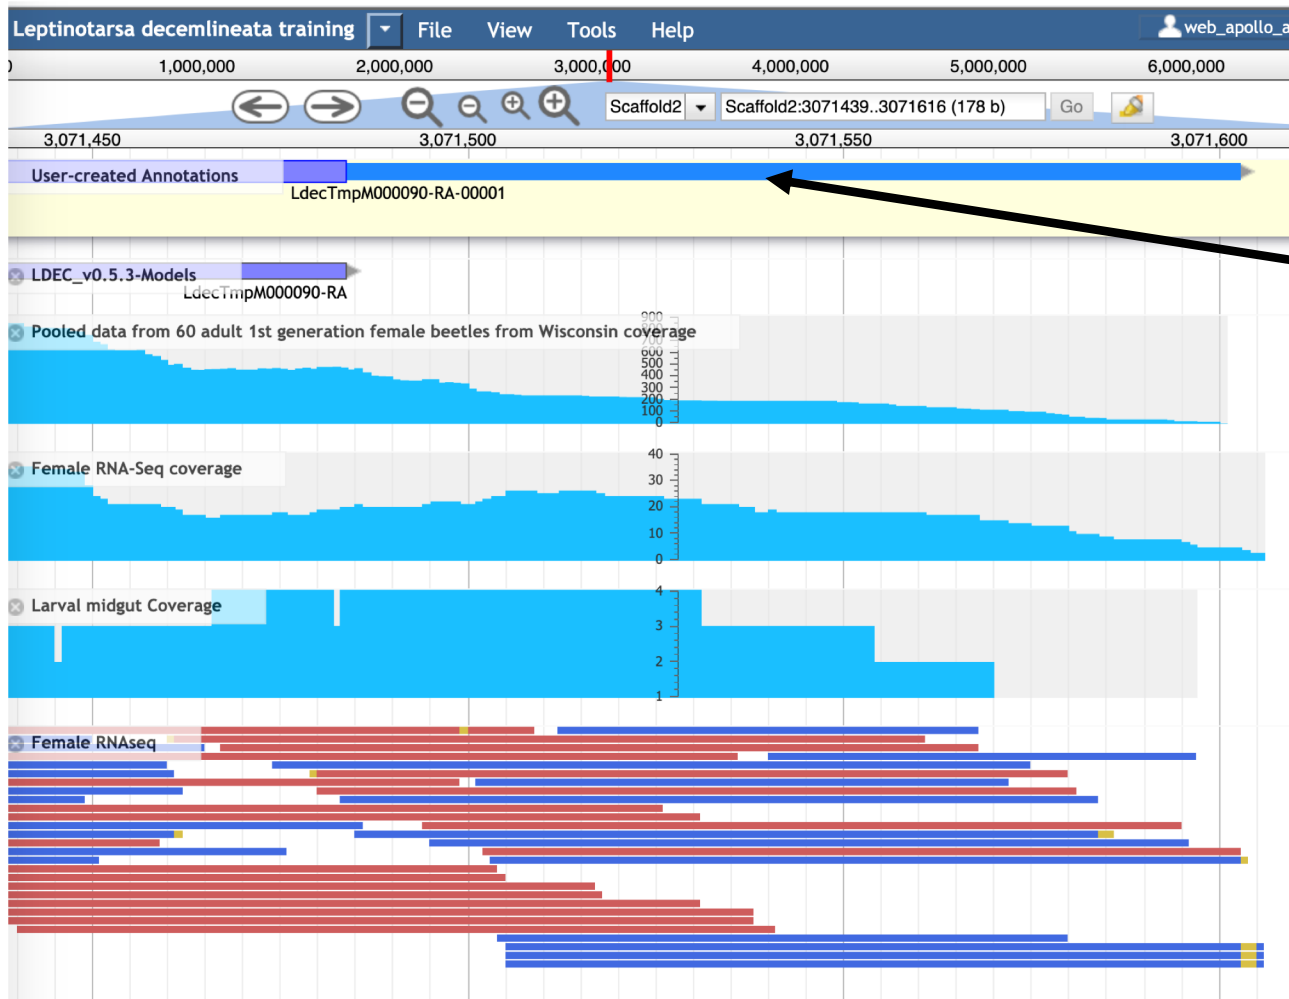 Leptinotarsa decemlineata training File View Tools Help web_apollo_a
0 1,000,000 2,000,000 3,000,000 4,000,000 5,000,000 6,000,000
Scaffold2 Scaffold2:3071439..3071616 (178 b) Go
3,071,450 3,071,500 3,071,550 3,071,600
User-created Annotations
LdecTmpM000090-RA-00001
LDEC_v0.5.3-Models
LdecTmpM000090-RA
Pooled data from 60 adult 1st generation female beetles from Wisconsin coverage
900
800
700
600
500
400
300
200
100
0
Female RNA-Seq coverage
40
30
20
10
0
Larval midgut Coverage
4
3
2
1
Female RNAseq